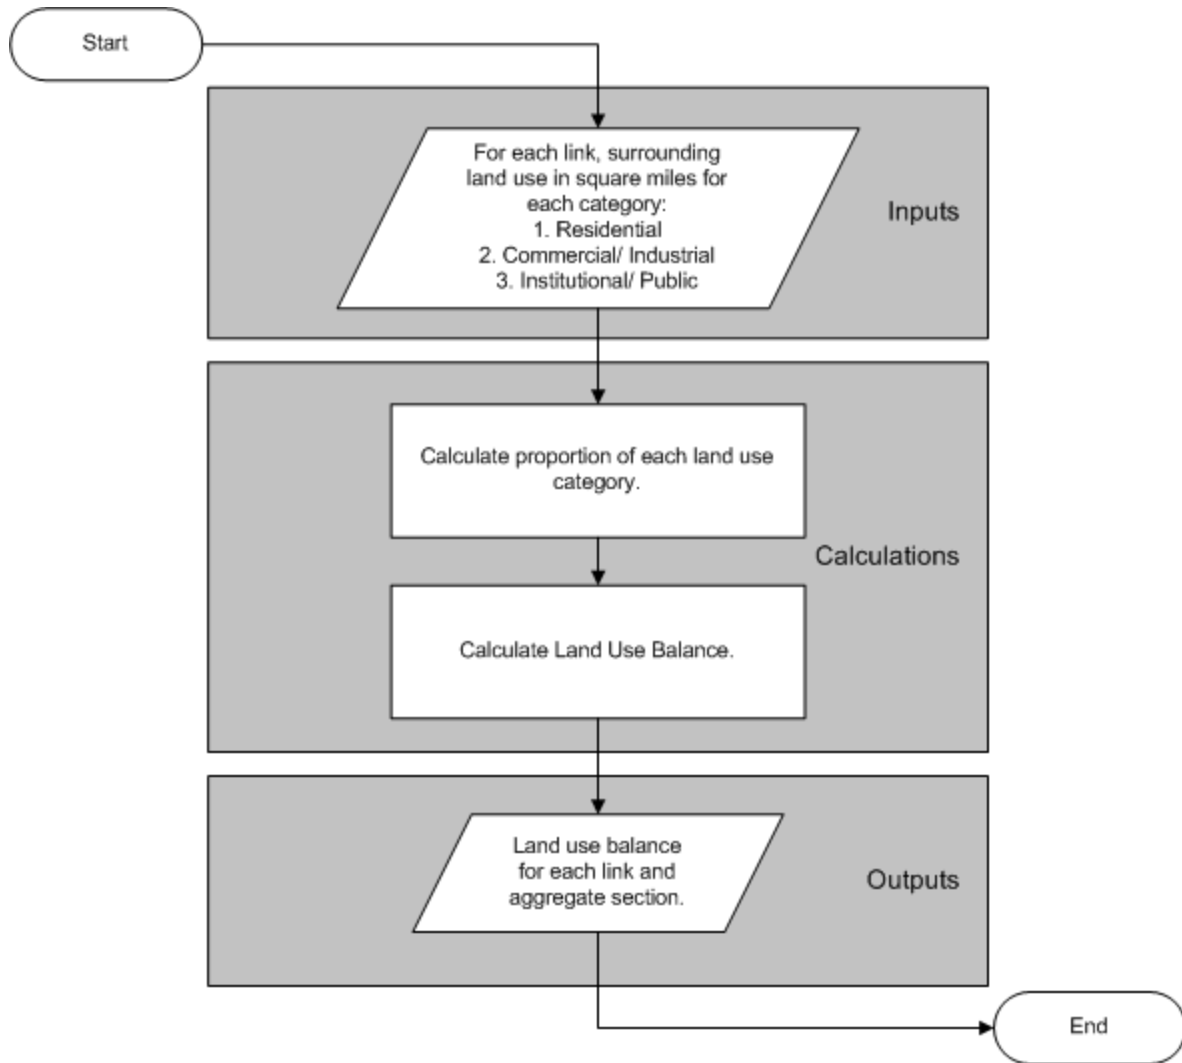 Start
For each link, surrounding
land use in square miles for
each category:
1. Residential
2. Commercial/ Industrial
3. Institutional/ Public
Inputs
Calculate proportion of each land use
category.
Calculations
Calculate Land Use Balance.
Land use balance
for each link and
aggregate section.
Outputs
End